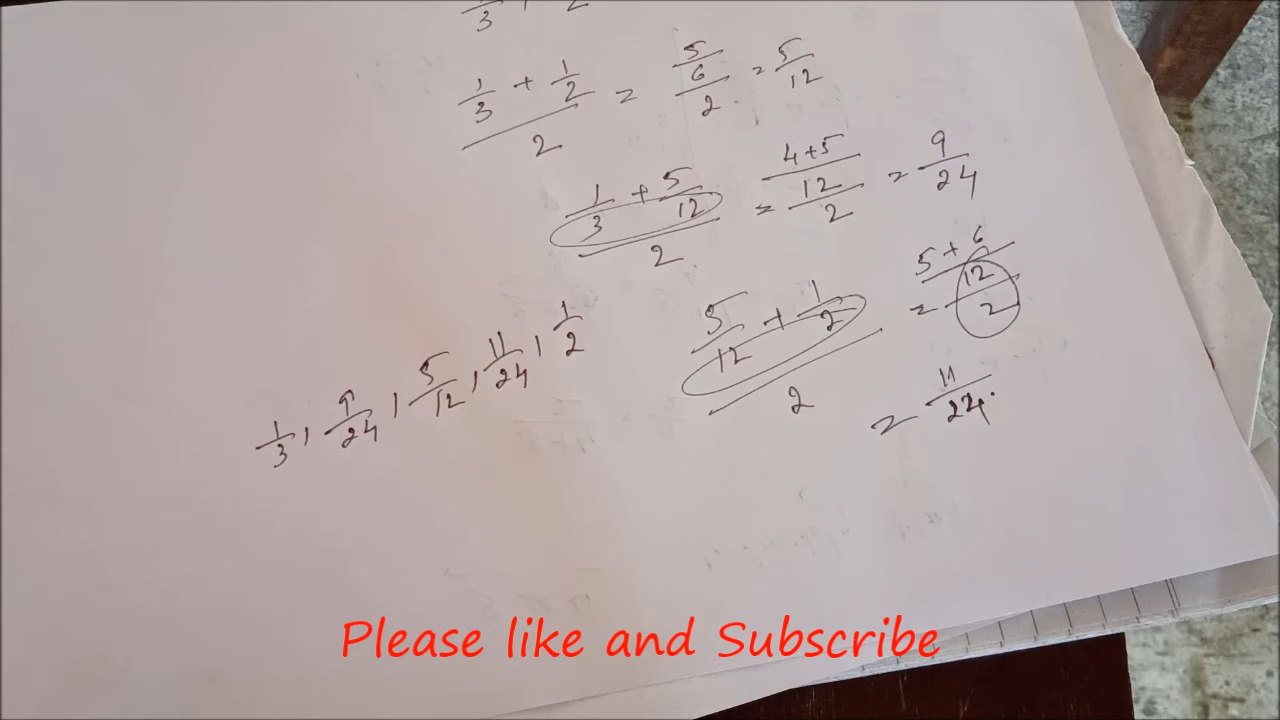 1/3 + 1/2 / 2 = 5/6 / 2 = 5/12
1/3 + 5/12 / 2 = 4+5 / 12 / 2 = 9/24
5/12 + 1/2 / 2 = 5+6 / 12 / 2
= 11/24
1/3, 9/24, 5/12, 11/24, 1/2
Please like and Subscribe